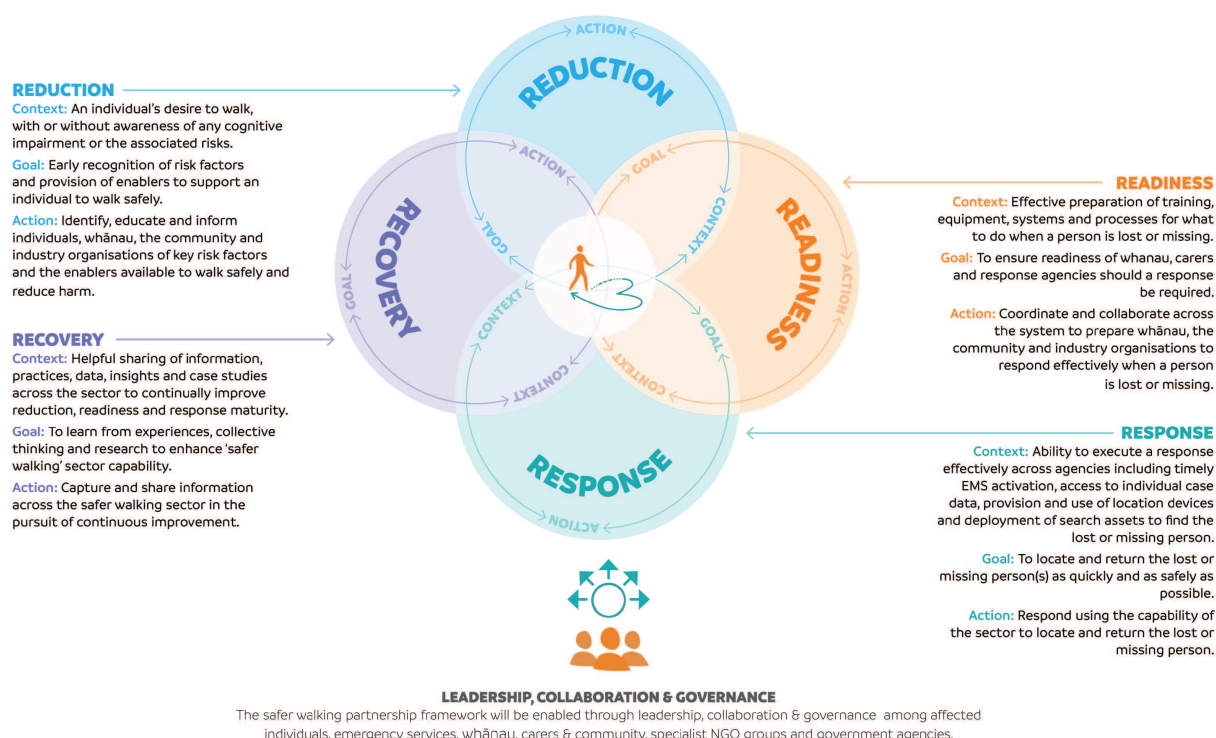 ACTION
REDUCTION
GOAL
CONTEXT
REDUCTION
Context: An individual's desire to walk,
with or without awareness of any cognitive
impairment or the associated risks.
Goal: Early recognition of risk factors
and provision of enablers to support an
individual to walk safely.
Action: Identify, educate and inform
individuals, whānau, the community and
industry organisations of key risk factors
and the enablers available to walk safely and
reduce harm.
RECOVERY
Context: Helpful sharing of information,
practices, data, insights and case studies
across the sector to continually improve
reduction, readiness and response maturity.
Goal: To learn from experiences, collective
thinking and research to enhance ‘safer
walking’ sector capability.
Action: Capture and share information
across the safer walking sector in the
pursuit of continuous improvement.
ACTION
RECOVERY
GOAL
CONTEXT
GOAL
READINESS
ACTION
CONTEXT
CONTEXT
GOAL
RESPONSE
ACTION
READINESS
Context: Effective preparation of training,
equipment, systems and processes for what
to do when a person is lost or missing.
Goal: To ensure readiness of whanau, carers
and response agencies should a response
be required.
Action: Coordinate and collaborate across
the system to prepare whānau, the
community and industry organisations to
respond effectively when a person
is lost or missing.
RESPONSE
Context: Ability to execute a response
effectively across agencies including timely
EMS activation, access to individual case
data, provision and use of location devices
and deployment of search assets to find the
lost or missing person.
Goal: To locate and return the lost or
missing person(s) as quickly and as safely as
possible.
Action: Respond using the capability of
the sector to locate and return the lost or
missing person.
LEADERSHIP, COLLABORATION & GOVERNANCE
The safer walking partnership framework will be enabled through leadership, collaboration & governance among affected
individuals, emergency services, whānau, carers & community, specialist NGO groups and government agencies.